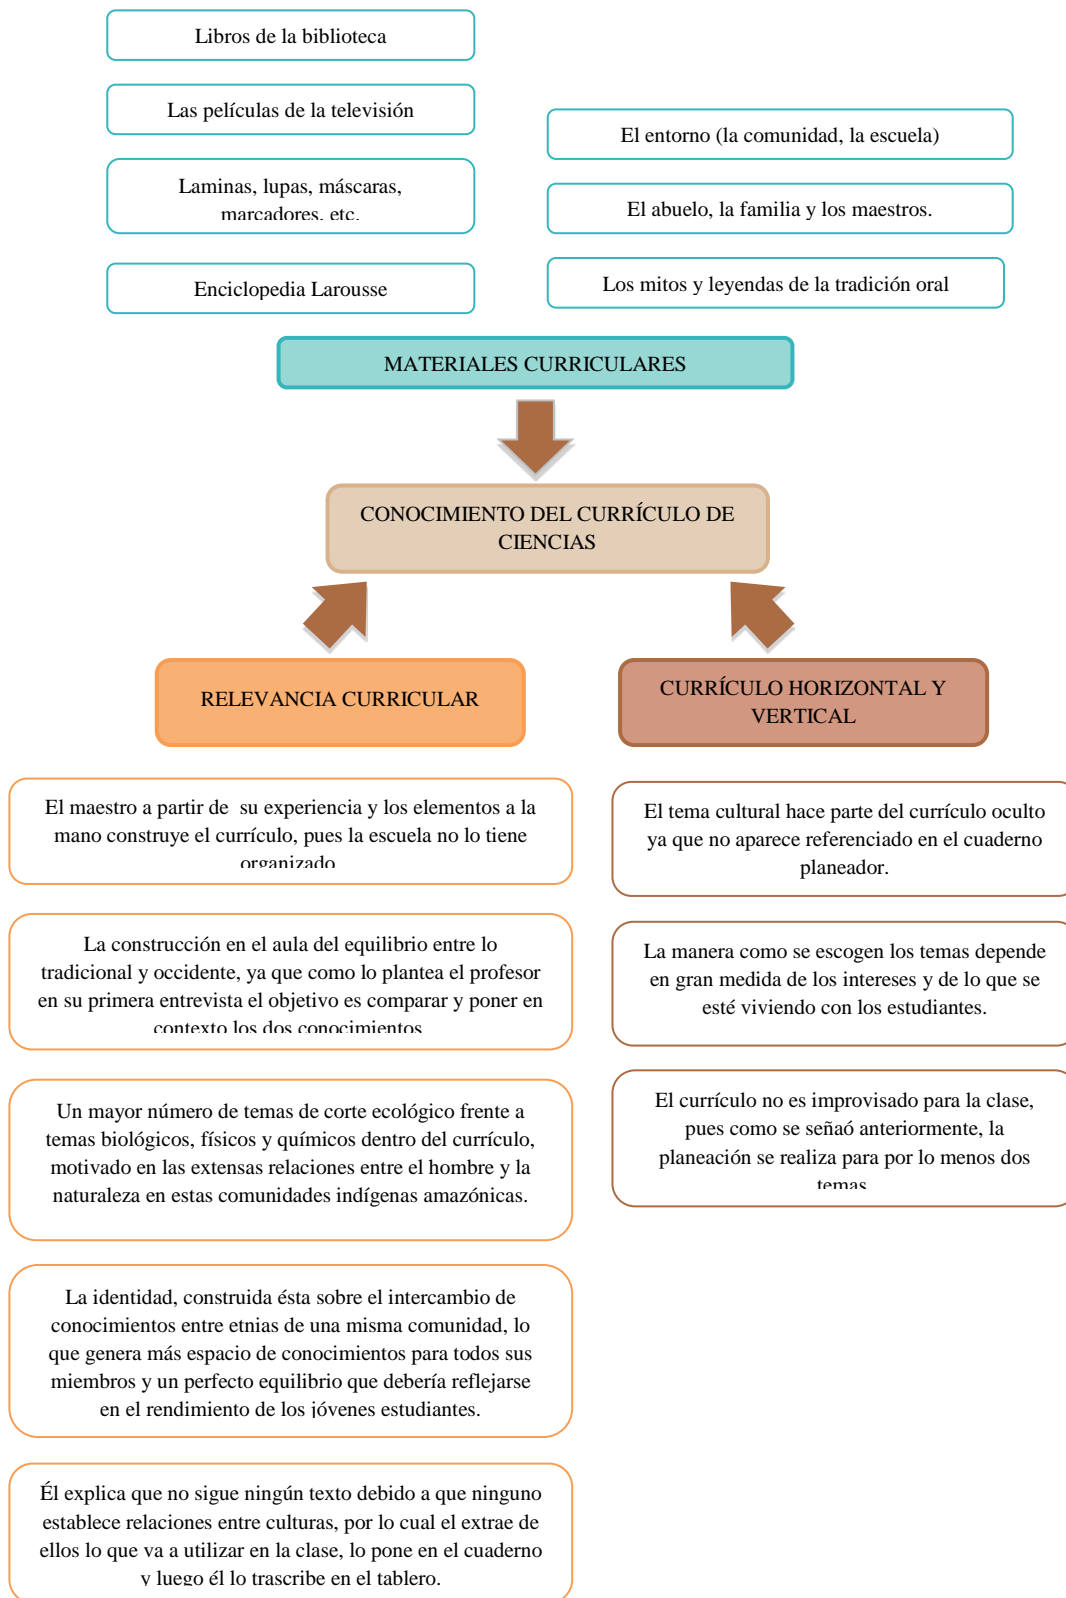 Libros de la biblioteca
Las películas de la televisión
Laminas, lupas, máscaras,
marcadores, etc.
Enciclopedia Larousse
El entorno (la comunidad, la escuela)
El abuelo, la familia y los maestros.
Los mitos y leyendas de la tradición oral
MATERIALES CURRICULARES
CONOCIMIENTO DEL CURRÍCULO DE
CIENCIAS
RELEVANCIA CURRICULAR
El maestro a partir de  su experiencia y los elementos a la
mano construye el currículo, pues la escuela no lo tiene
organizado
La construcción en el aula del equilibrio entre lo
tradicional y occidente, ya que como lo plantea el profesor
en su primera entrevista el objetivo es comparar y poner en
contexto los dos conocimientos
Un mayor número de temas de corte ecológico frente a
temas biológicos, físicos y químicos dentro del currículo,
motivado en las extensas relaciones entre el hombre y la
naturaleza en estas comunidades indígenas amazónicas.
La identidad, construida ésta sobre el intercambio de
conocimientos entre etnias de una misma comunidad, lo
que genera más espacio de conocimientos para todos sus
miembros y un perfecto equilibrio que debería reflejarse
en el rendimiento de los jóvenes estudiantes.
Él explica que no sigue ningún texto debido a que ninguno
establece relaciones entre culturas, por lo cual el extrae de
ellos lo que va a utilizar en la clase, lo pone en el cuaderno
y luego él lo trascribe en el tablero.
CURRÍCULO HORIZONTAL Y
VERTICAL
El tema cultural hace parte del currículo oculto
ya que no aparece referenciado en el cuaderno
planeador.
La manera como se escogen los temas depende
en gran medida de los intereses y de lo que se
esté viviendo con los estudiantes.
El currículo no es improvisado para la clase,
pues como se señaó anteriormente, la
planeación se realiza para por lo menos dos
temas